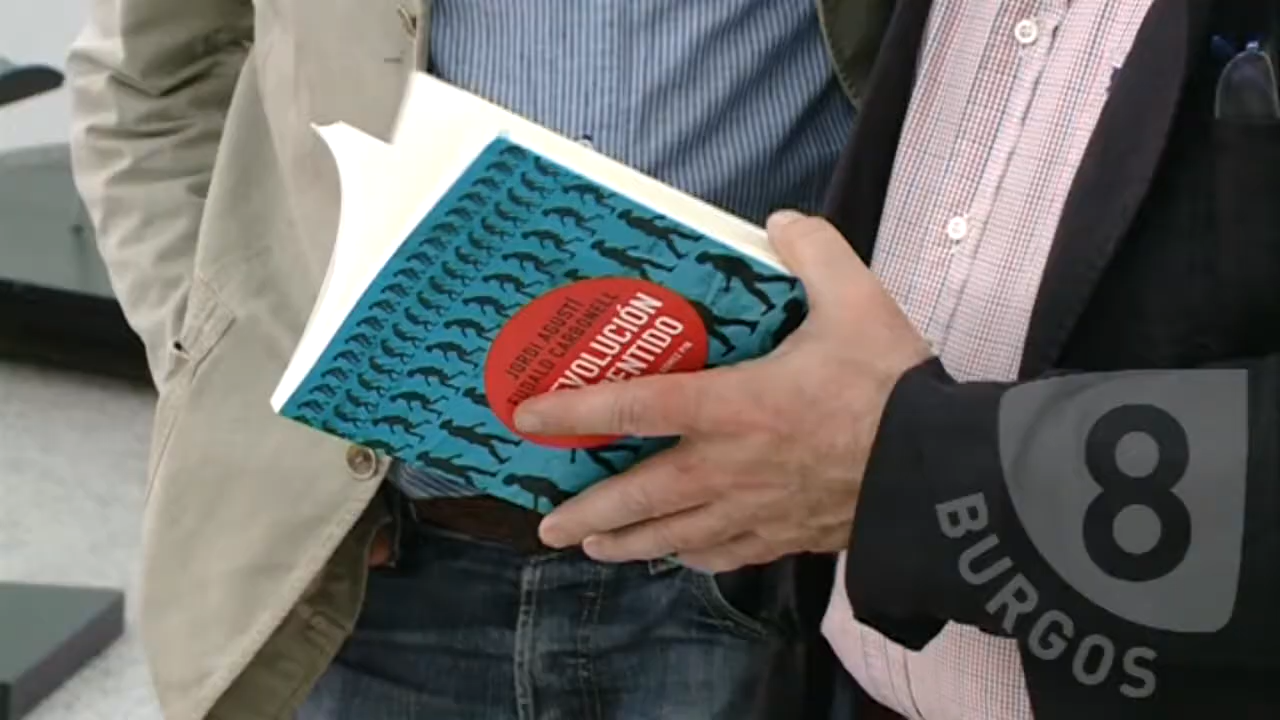 JORDI AGUSTÍ
EUDALD CARBONELL
EVOLUCIÓN
ENTIDO
8
BURGOS